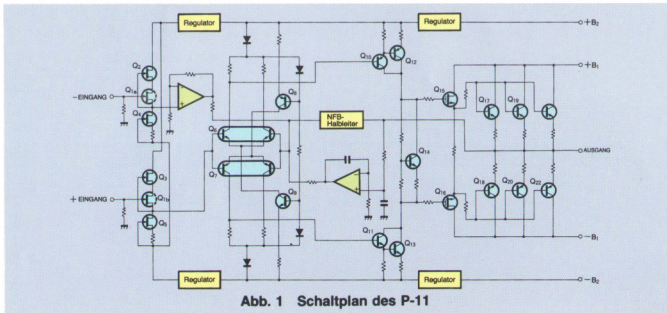 Regulator
Regulator
+B₂
Q₁₀
Q₁₂
+B₁
Q₂
Q₁ₐ
Q₄
-EINGANG
Q₈
Q₁₅
Q₁₇
Q₁₉
NFB-
Halbleiter
Q₆
Q₇
Q₁₄
AUSGANG
Q₃
Q₁b
Q₅
+ EINGANG
Q₉
Q₁₆
Q₁₈
Q₂₀
Q₂₂
Q₁₁
Q₁₃
-B₁
Regulator
Regulator
-B₂
Abb. 1 Schaltplan des P-11